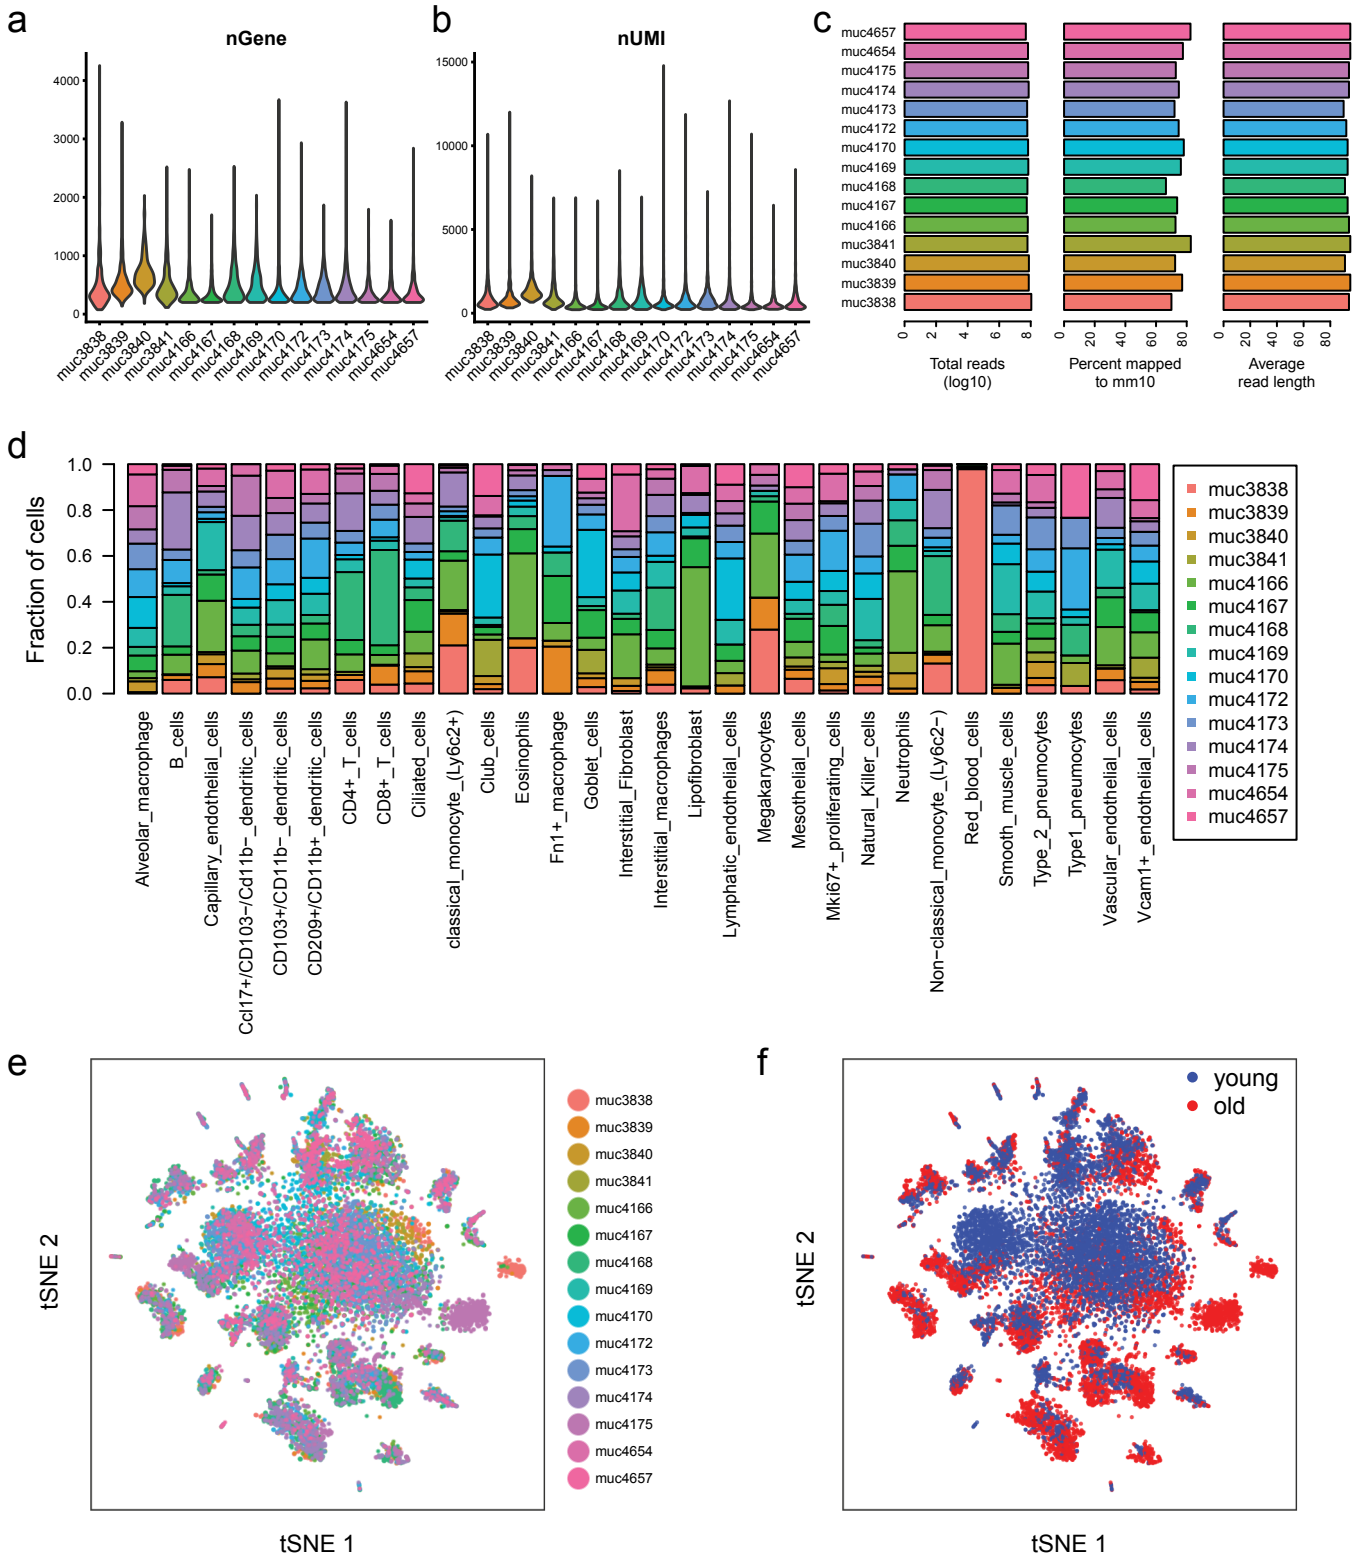 a
nGene
4000
3000
2000
1000
0
muc3838
muc3839
muc3840
muc3841
muc4166
muc4167
muc4168
muc4169
muc4170
muc4172
muc4173
muc4174
muc4175
muc4654
muc4657
b
nUMI
15000
10000
5000
0
muc3838
muc3839
muc3840
muc3841
muc4166
muc4167
muc4168
muc4169
muc4170
muc4172
muc4173
muc4174
muc4175
muc4654
muc4657
c
muc4657
muc4654
muc4175
muc4174
muc4173
muc4172
muc4170
muc4169
muc4168
muc4167
muc4166
muc3841
muc3840
muc3839
muc3838
0 2 4 6 8
Total reads
(log10)
0 20 40 60 80
Percent mapped
to mm10
0 20 40 60 80
Average
read length
d
Fraction of cells
1.0
0.8
0.6
0.4
0.2
0.0
Alveolar_macrophage
B_cells
Capillary_endothelial_cells
Ccl17+/CD103−/Cd11b−_dendritic_cells
CD103+/CD11b−_dendritic_cells
CD209+/CD11b+_dendritic_cells
CD4+_T_cells
CD8+_T_cells
Ciliated_cells
classical_monocyte_(Ly6c2+)
Club_cells
Eosinophils
Fn1+_macrophage
Goblet_cells
Interstitial_Fibroblast
Interstitial_macrophages
Lipofibroblast
Lymphatic_endothelial_cells
Megakaryocytes
Mesothelial_cells
Mki67+_proliferating_cells
Natural_Killer_cells
Neutrophils
Non−classical_monocyte_(Ly6c2−)
Red_blood_cells
Smooth_muscle_cells
Type_2_pneumocytes
Type1_pneumocytes
Vascular_endothelial_cells
Vcam1+_endothelial_cells
muc3838
muc3839
muc3840
muc3841
muc4166
muc4167
muc4168
muc4169
muc4170
muc4172
muc4173
muc4174
muc4175
muc4654
muc4657
e
tSNE 2
tSNE 1
muc3838
muc3839
muc3840
muc3841
muc4166
muc4167
muc4168
muc4169
muc4170
muc4172
muc4173
muc4174
muc4175
muc4654
muc4657
f
young
old
tSNE 2
tSNE 1